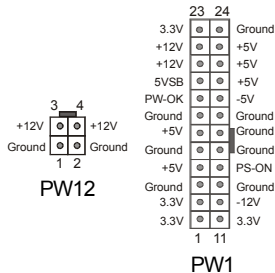 23 24
3.3V Ground
+12V +5V
+12V +5V
5VSB +5V
PW-OK -5V
Ground Ground
+5V Ground
Ground Ground
+5V PS-ON
Ground Ground
3.3V -12V
3.3V 3.3V
1 11
PW1
3 4
+12V +12V
Ground Ground
1 2
PW12